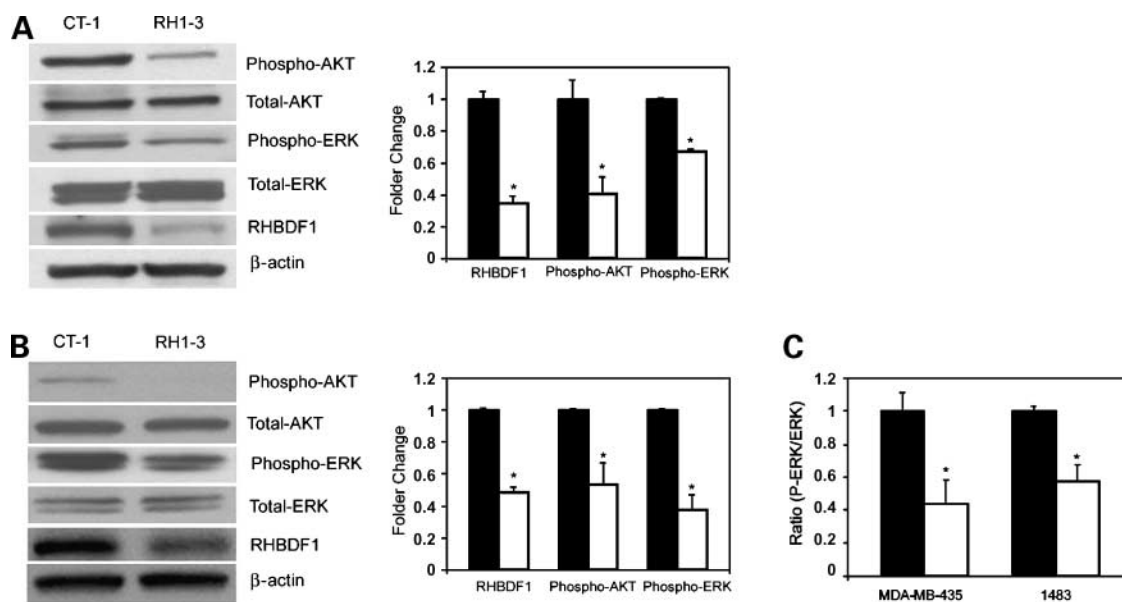 A
CT-1 RH1-3
Phospho-AKT
Total-AKT
Phospho-ERK
Total-ERK
RHBDF1
β-actin
Folder Change
1.2
1
0.8
0.6
0.4
0.2
0
* * *
RHBDF1 Phospho-AKT Phospho-ERK
B
CT-1 RH1-3
Phospho-AKT
Total-AKT
Phospho-ERK
Total-ERK
RHBDF1
β-actin
Folder Change
1.2
1
0.8
0.6
0.4
0.2
0
* * *
RHBDF1 Phospho-AKT Phospho-ERK
C
Ratio (P-ERK/ERK)
1.2
1
0.8
0.6
0.4
0.2
0
* *
MDA-MB-435 1483